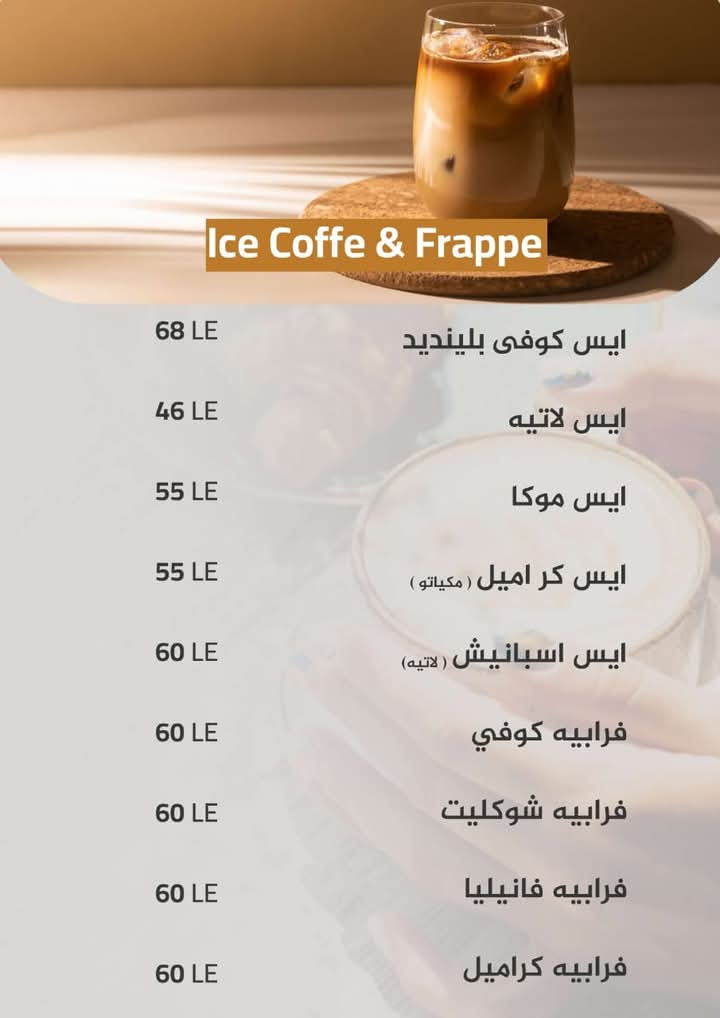 Ice Coffe & Frappe
ايس كوفى بليندид 68 LE
ايس لاتيه 46 LE
ايس موكا 55 LE
ايس كر اميل ( مكياتو ) 55 LE
ايس اسبانيش ( لاتيه) 60 LE
فرابيه كوفي 60 LE
فرابيه شوكليت 60 LE
فرابيه فانيليا 60 LE
فرابيه كراميل 60 LE